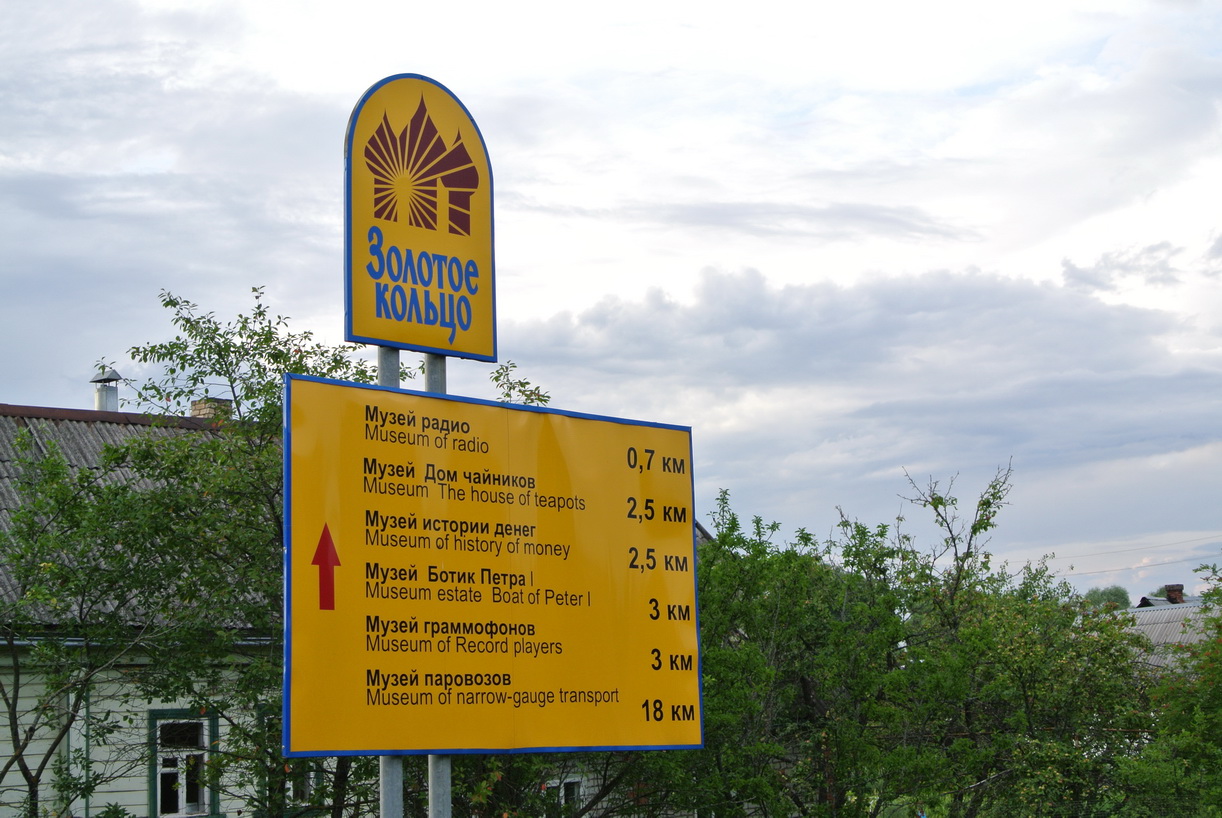 Золотое
кольцо
Музей радио
Museum of radio
0,7 км
Музей Дом чайников
Museum The house of teapots
2,5 км
Музей истории денег
Museum of history of money
2,5 км
Музей Ботик Петра I
Museum estate Boat of Peter I
3 км
Музей граммофонов
Museum of Record players
3 км
Музей паровозов
Museum of narrow-gauge transport
18 км